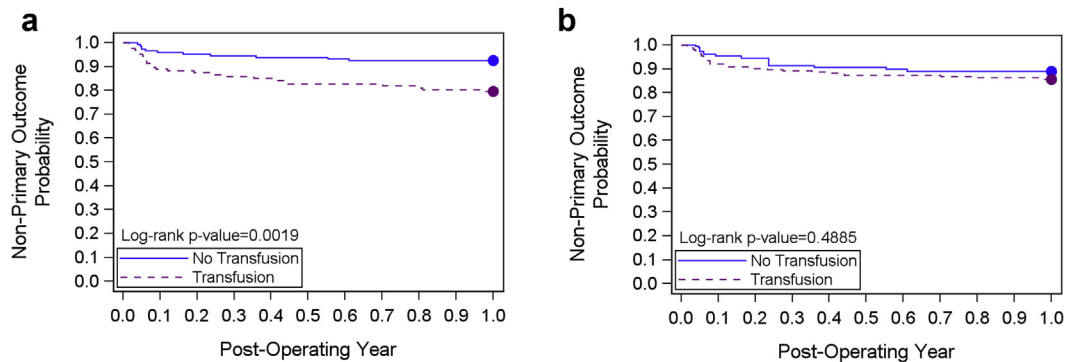 a
Non-Primary Outcome
Probability
1.0
0.9
0.8
0.7
0.6
0.5
0.4
0.3
0.2
0.1
0.0
Log-rank p-value=0.0019
No Transfusion
Transfusion
0.0 0.1 0.2 0.3 0.4 0.5 0.6 0.7 0.8 0.9 1.0
Post-Operating Year
b
Non-Primary Outcome
Probability
1.0
0.9
0.8
0.7
0.6
0.5
0.4
0.3
0.2
0.1
0.0
Log-rank p-value=0.4885
No Transfusion
Transfusion
0.0 0.1 0.2 0.3 0.4 0.5 0.6 0.7 0.8 0.9 1.0
Post-Operating Year